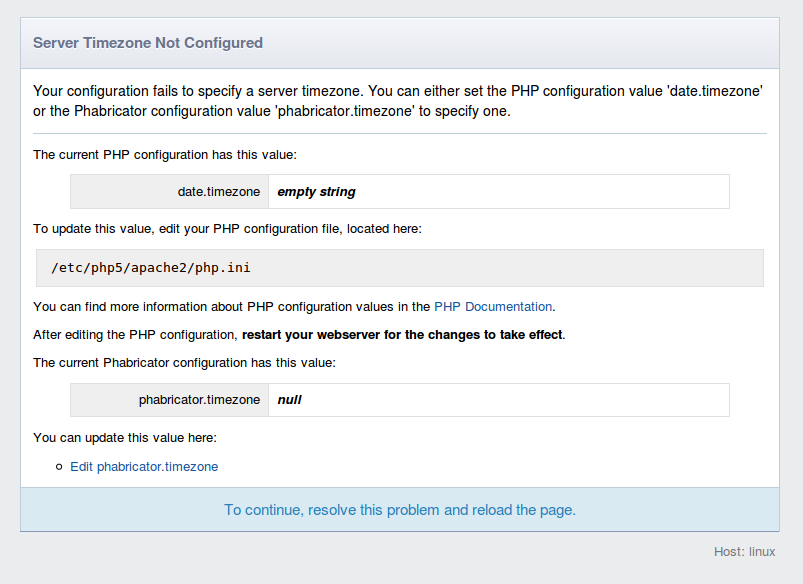 Server Timezone Not Configured
Your configuration fails to specify a server timezone. You can either set the PHP configuration value 'date.timezone'
or the Phabricator configuration value 'phabricator.timezone' to specify one.
The current PHP configuration has this value:
date.timezone empty string
To update this value, edit your PHP configuration file, located here:
/etc/php5/apache2/php.ini
You can find more information about PHP configuration values in the PHP Documentation.
After editing the PHP configuration, restart your webserver for the changes to take effect.
The current Phabricator configuration has this value:
phabricator.timezone null
You can update this value here:
Edit phabricator.timezone
To continue, resolve this problem and reload the page.
Host: linux